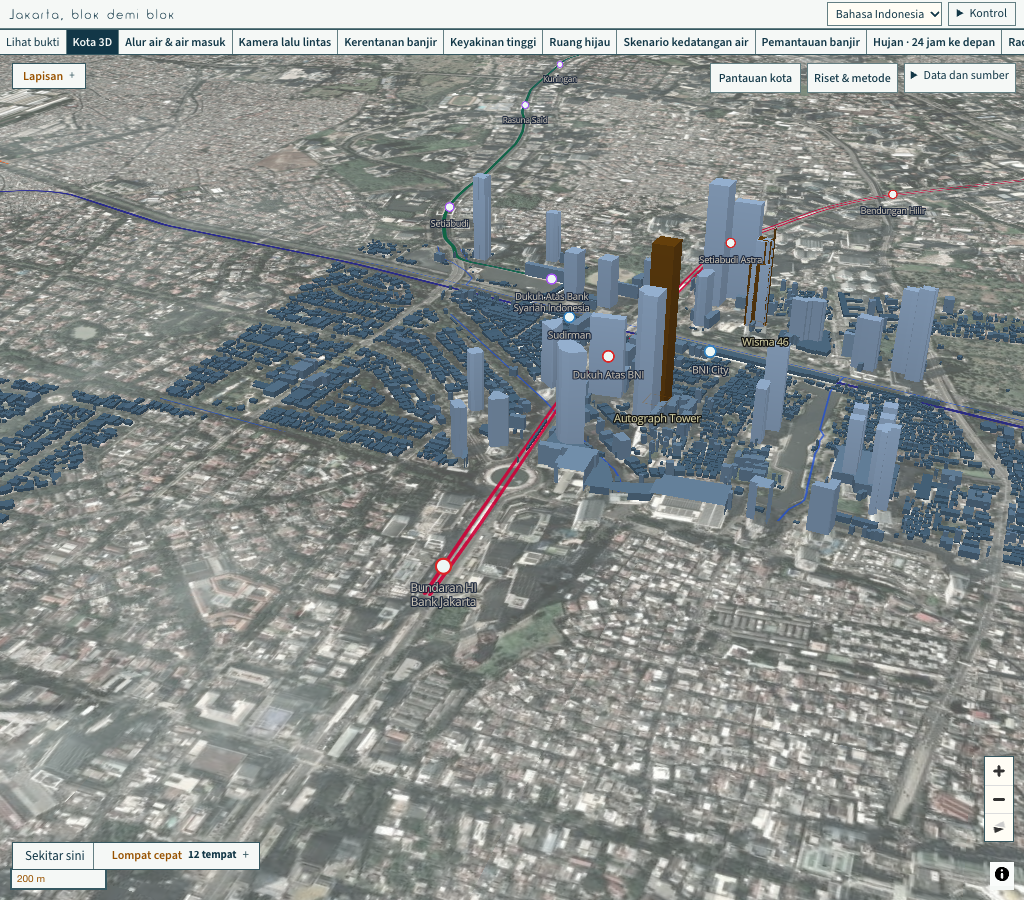 Jakarta, blok demi blok
Bahasa Indonesia
Kontrol
Lihat bukti
Kota 3D
Alur air & air masuk
Kamera lalu lintas
Kerentanan banjir
Keyakinan tinggi
Ruang hijau
Skenario kedatangan air
Pemantauan banjir
Hujan · 24 jam ke depan
Lapisan +
Pantauan kota
Riset & metode
Data dan sumber
Kuningan
Rasuna Said
Setiabudi
Bendungan Hilir
Setiabudi Astra
Dukuh Atas Bank
Syariah Indonesia
Sudirman
Wisma 46
Dukuh Atas BNI
BNI City
Autograph Tower
Bundaran HI
Bank Jakarta
Sekitar sini
Lompat cepat 12 tempat +
200 m